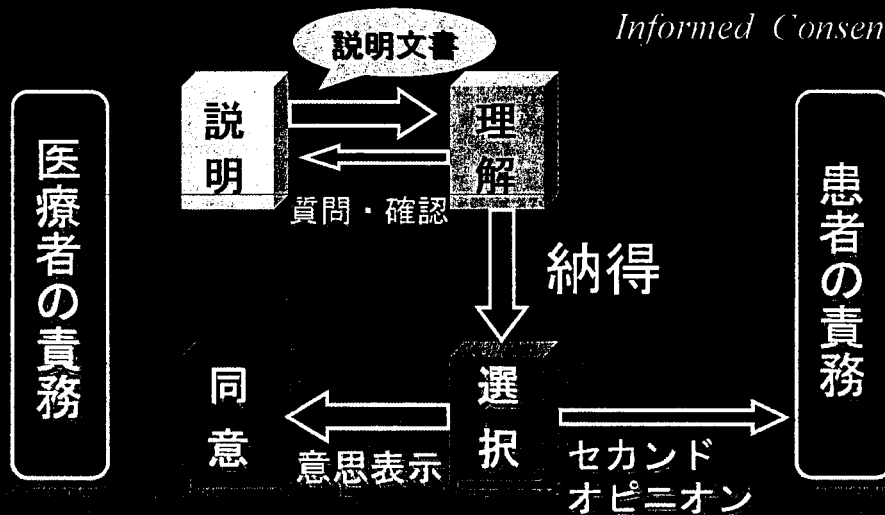 Informed Consen
説明文書
説明
理解
質問・確認
医療者の責務
納得
患者の責務
同意
意思表示
選択
セカンド
オピニオン